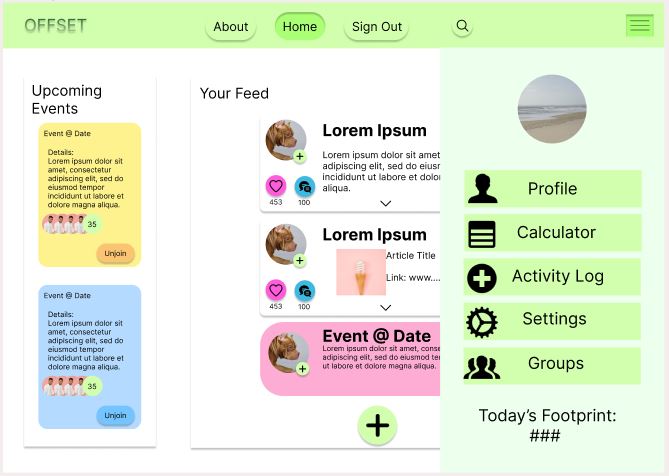 OFFSET
About
Home
Sign Out
Upcoming
Events
Event @ Date
Details:
Lorem ipsum dolor sit
amet, consectetur
adipiscing elit, sed do
eiusmod tempor
incididunt ut labore et
dolore magna aliqua.
35
Unjoin
Event @ Date
Details:
Lorem ipsum dolor sit
amet, consectetur
adipiscing elit, sed do
eiusmod tempor
incididunt ut labore et
dolore magna aliqua.
35
Unjoin
Your Feed
Lorem Ipsum
Lorem ipsum dolor sit amet
adipiscing elit, sed do eiusm
incididunt ut labore et dolor
aliqua.
453
100
Lorem Ipsum
Article Title
Link: www....
453
100
Event @ Date
Lorem ipsum dolor sit amet, conse
adipiscing elit, sed do eiusmod tem
incididunt ut labore et dolore magn
Profile
Calculator
Activity Log
Settings
Groups
Today's Footprint:
###